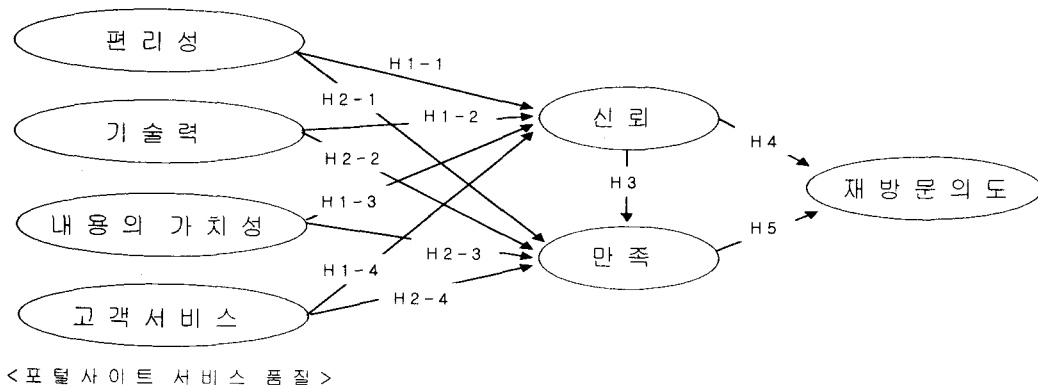 편리성
H1-1
H2-1
기술력
H1-2
신뢰
H2-2
H4
H3
재방문의도
H1-3
내용의 가치성
H5
H2-3
만족
H1-4
고객서비스
H2-4
<포털사이트 서비스 품질>